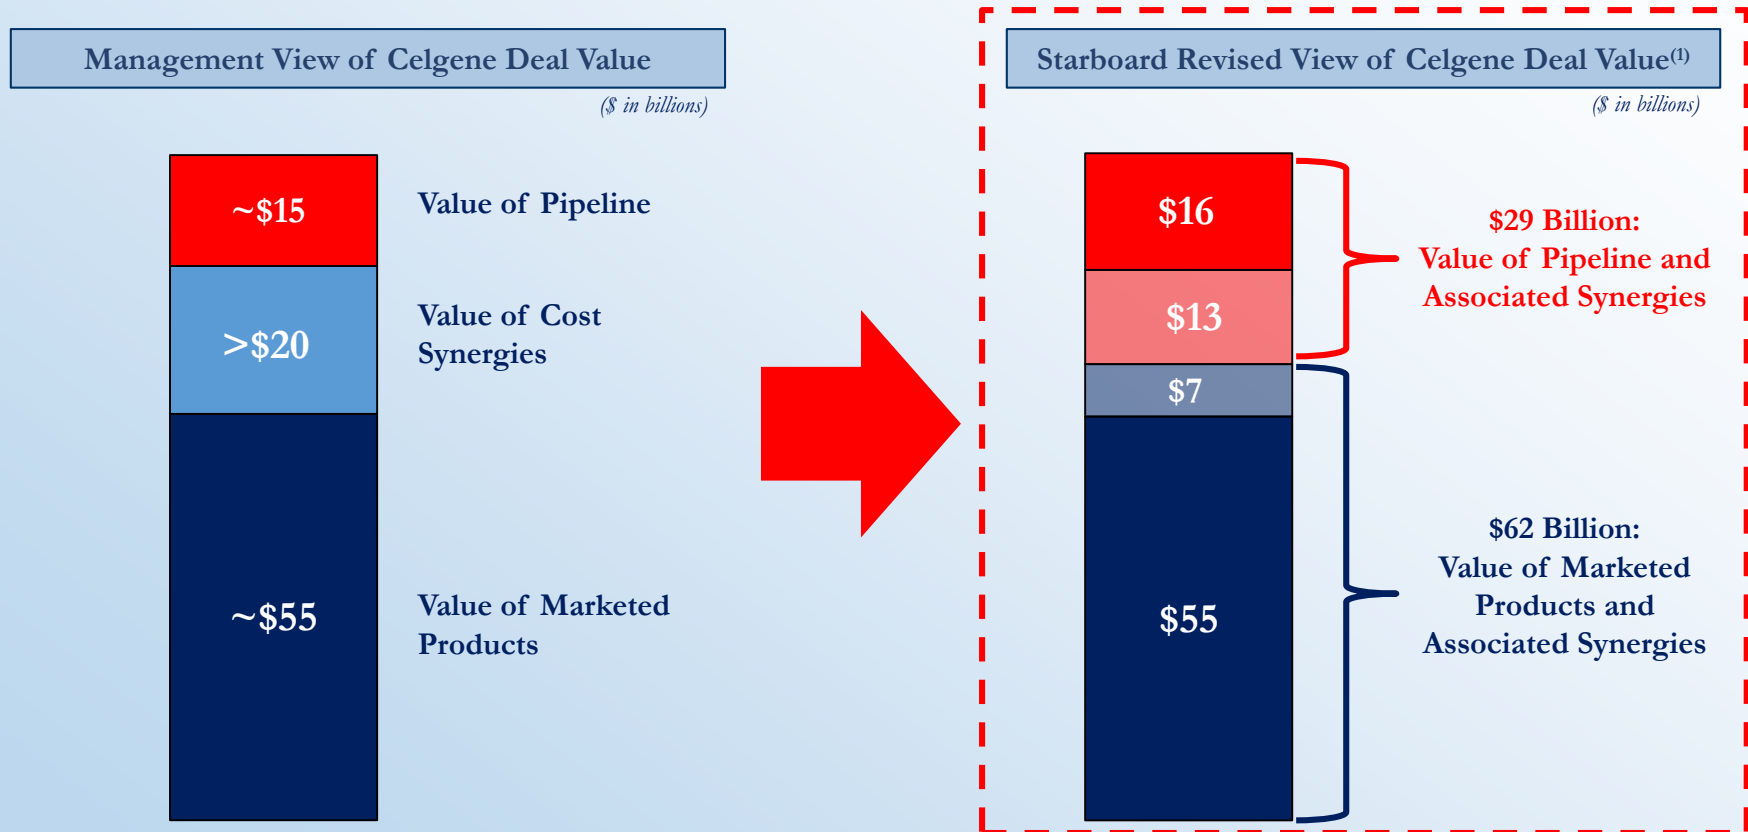 Management View of Celgene Deal Value
($ in billions)
~$15
Value of Pipeline
>$20
Value of Cost
Synergies
~$55
Value of Marketed
Products
Starboard Revised View of Celgene Deal Value(1)
($ in billions)
$16
$13
$29 Billion:
Value of Pipeline and
Associated Synergies
$7
$55
$62 Billion:
Value of Marketed
Products and
Associated Synergies